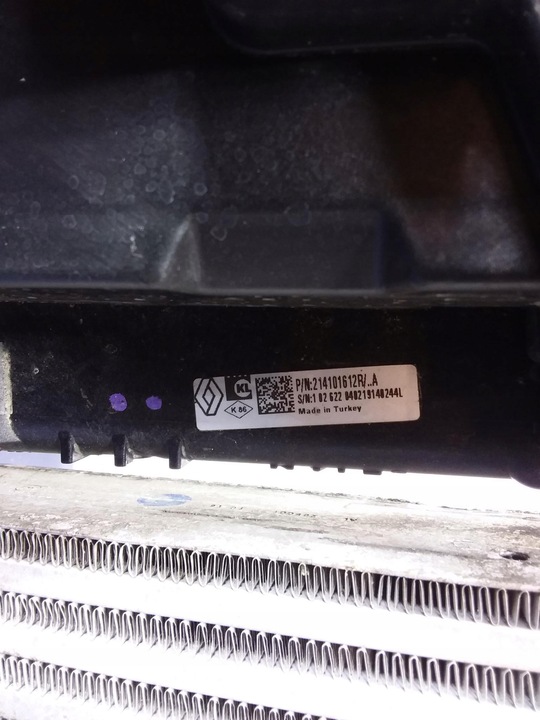 KL
K 86
P/N:214101612R/..A
S/N:1 02 622 040219140244L
Made in Turkey